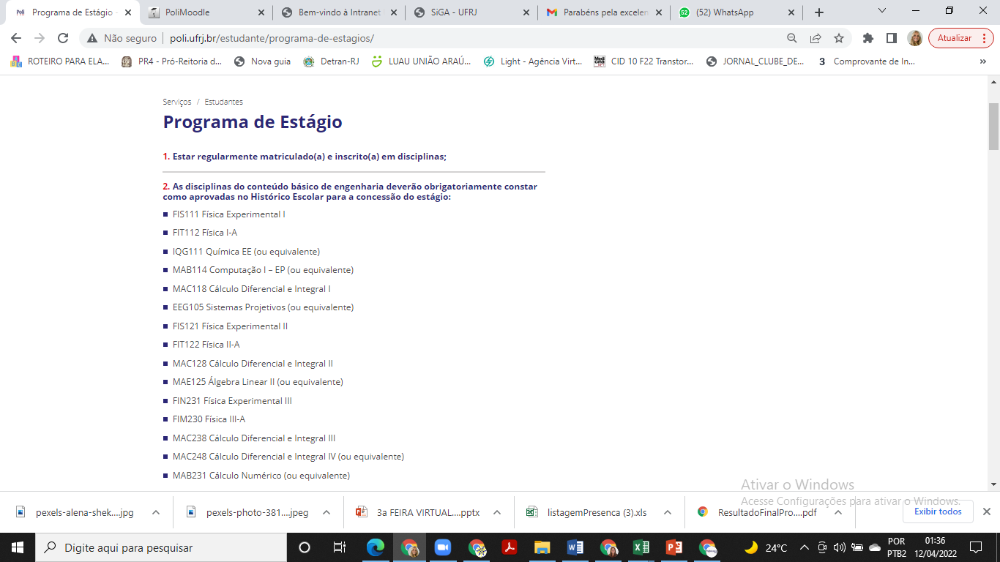 Programa de Estágio -
PoliMoodle
Bem-vindo à Intranet
SiGA - UFRJ
Parabéns pela excelen
(52) WhatsApp
Não seguro
poli.ufrj.br/estudante/programa-de-estagios/
Atualizar
ROTEIRO PARA ELA...
PR4 - Pró-Reitoria d...
Nova guia
Detran-RJ
LUAU UNIÃO ARAÚ...
Light - Agência Virt...
CID 10 F22 Transtor...
JORNAL_CLUBE_DE...
3 Comprovante de In...
Serviços / Estudantes
Programa de Estágio
1. Estar regularmente matriculado(a) e inscrito(a) em disciplinas;
2. As disciplinas do conteúdo básico de engenharia deverão obrigatoriamente constar
como aprovadas no Histórico Escolar para a concessão do estágio:
FIS111 Física Experimental I
FIT112 Física I-A
IQG111 Química EE (ou equivalente)
MAB114 Computação I – EP (ou equivalente)
MAC118 Cálculo Diferencial e Integral I
EEG105 Sistemas Projetivos (ou equivalente)
FIS121 Física Experimental II
FIT122 Física II-A
MAC128 Cálculo Diferencial e Integral II
MAE125 Álgebra Linear II (ou equivalente)
FIN231 Física Experimental III
FIM230 Física III-A
MAC238 Cálculo Diferencial e Integral III
MAC248 Cálculo Diferencial e Integral IV (ou equivalente)
MAB231 Cálculo Numérico (ou equivalente)
Ativar o Windows
Acesse Configurações para ativar o Windows.
pexels-alena-shek....jpg
pexels-photo-381....jpeg
3a FEIRA VIRTUAL....pptx
listagemPresenca (3).xls
ResultadoFinalPro....pdf
Exibir todos
Digite aqui para pesquisar
24°C
POR
PTB2
01:36
12/04/2022